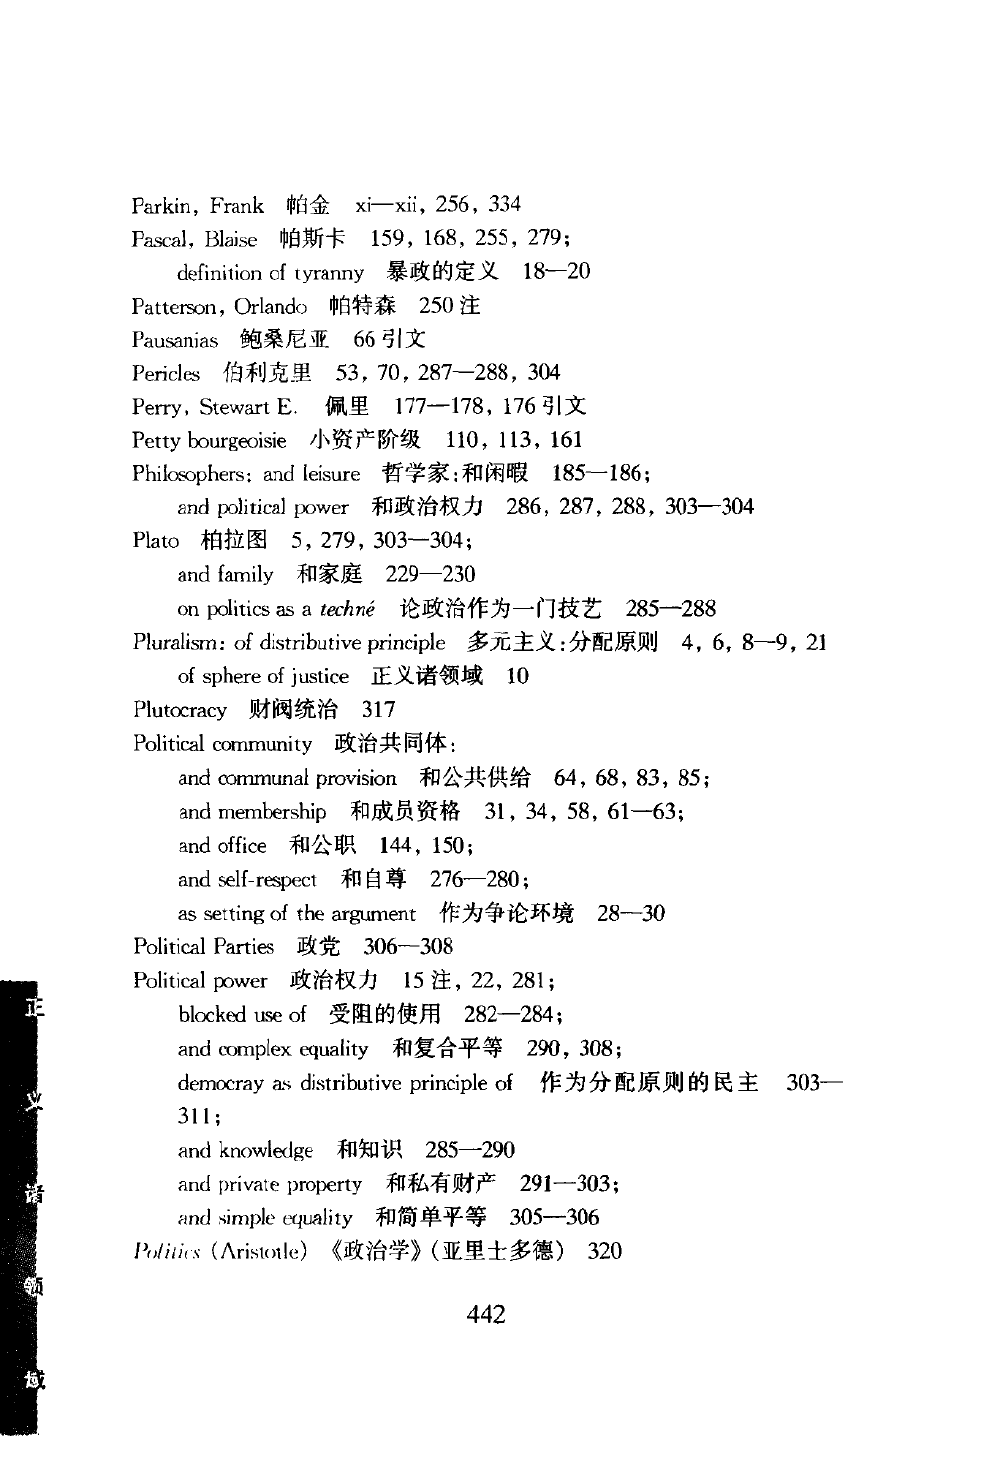 Parkin, Frank 帕金 xi—xii, 256, 334
Pascal, Blaise 帕斯卡 159, 168, 255, 279;
definition of tyranny 暴政的定义 18—20
Patterson, Orlando 帕特森 250 注
Pausanias 鲍桑尼亚 66 引文
Pericles 伯利克里 53, 70, 287—288, 304
Perry, Stewart E. 佩里 177—178, 176 引文
Petty bourgeoisie 小资产阶级 110, 113, 161
Philosophers: and leisure 哲学家:和闲暇 185—186;
and political power 和政治权力 286, 287, 288, 303—304
Plato 柏拉图 5, 279, 303—304;
and family 和家庭 229—230
on politics as a techné 论政治作为一门技艺 285—288
Pluralism: of distributive principle 多元主义:分配原则 4, 6, 8—9, 21
of sphere of justice 正义诸领域 10
Plutocracy 财阀统治 317
Political community 政治共同体:
and communal provision 和公共供给 64, 68, 83, 85;
and membership 和成员资格 31, 34, 58, 61—63;
and office 和公职 144, 150;
and self-respect 和自尊 276—280;
as setting of the argument 作为争论环境 28—30
Political Parties 政党 306—308
Political power 政治权力 15 注, 22, 281;
blocked use of 受阻的使用 282—284;
and complex equality 和复合平等 290, 308;
democray as distributive principle of 作为分配原则的民主 303—
311;
and knowledge 和知识 285—290
and private property 和私有财产 291—303;
and simple equality 和简单平等 305—306
Politics (Aristotle) 《政治学》(亚里士多德) 320
442
正义诸领域